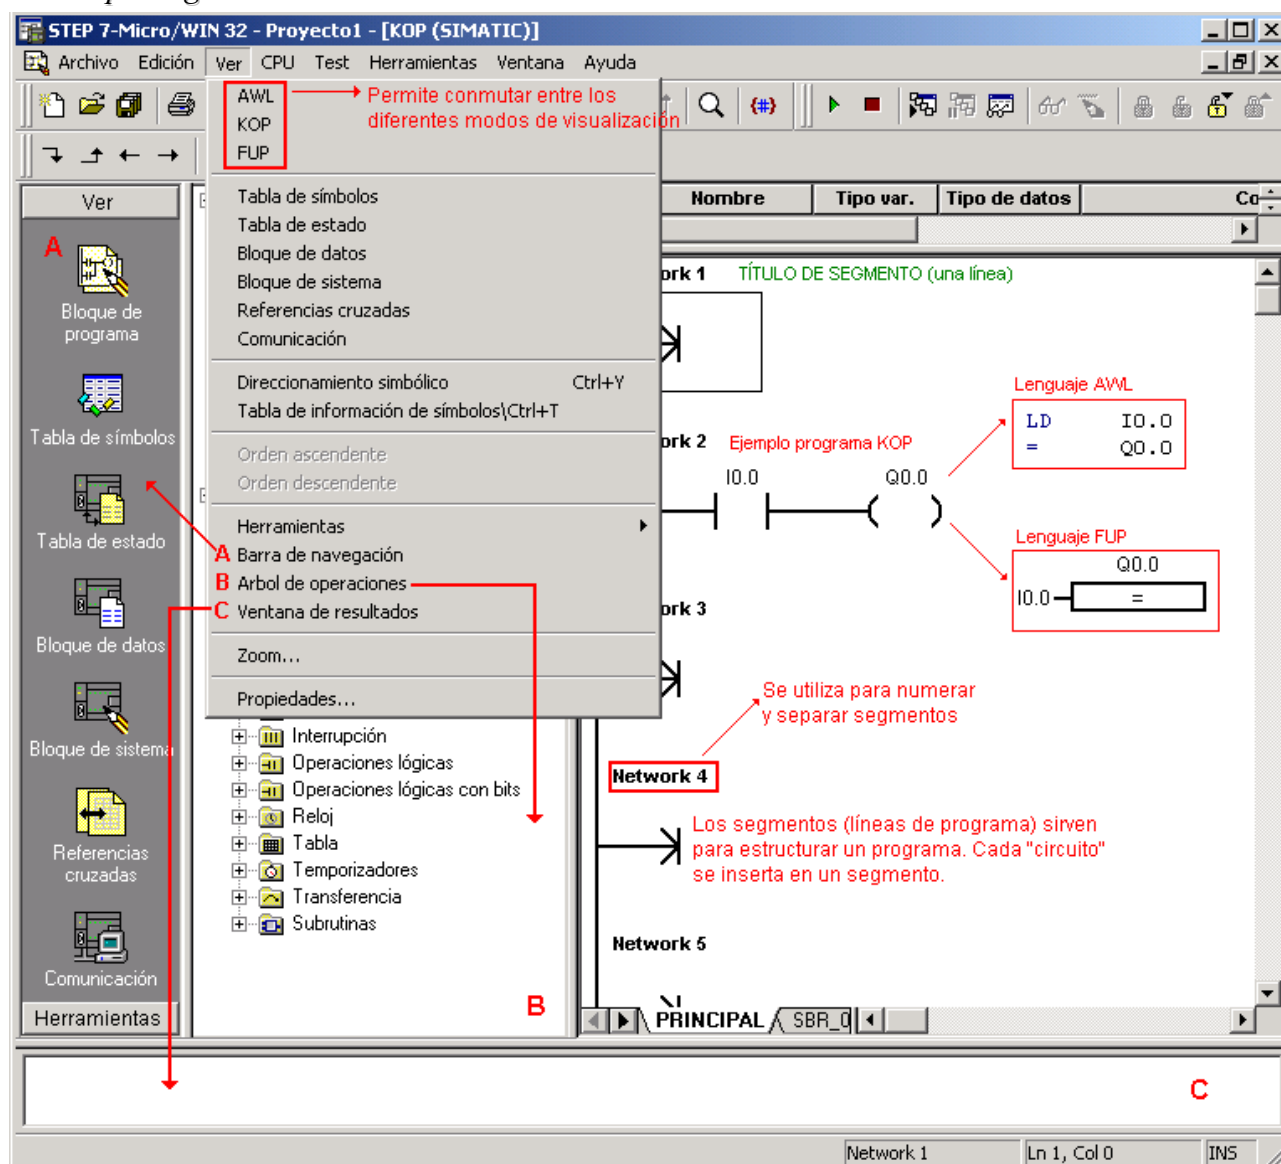 STEP 7-Micro/WIN 32 - Proyecto1 - [KOP (SIMATIC)]
Archivo Edición Ver CPU Test Herramientas Ventana Ayuda
AWL
KOP
FUP
Permite conmutar entre los
diferentes modos de visualización
Tabla de símbolos
Tabla de estado
Bloque de datos
Bloque de sistema
Referencias cruzadas
Comunicación
Direccionamiento simbólico Ctrl+Y
Tabla de información de símbolos\Ctrl+T
Orden ascendente
Orden descendente
Herramientas
A Barra de navegación
B Arbol de operaciones
C Ventana de resultados
Zoom...
Propiedades...
Ver
A
Bloque de
programa
Tabla de símbolos
Tabla de estado
Bloque de datos
Bloque de sistema
Referencias
cruzadas
Comunicación
Herramientas
Interrupción
Operaciones lógicas
Operaciones lógicas con bits
Reloj
Tabla
Temporizadores
Transferencia
Subrutinas
B
Nombre Tipo var. Tipo de datos Co
ork 1 TÍTULO DE SEGMENTO (una línea)
ork 2 Ejemplo programa KOP
I0.0 Q0.0
Lenguaje AWL
LD I0.0
= Q0.0
Lenguaje FUP
Q0.0
I0.0 =
ork 3
Se utiliza para numerar
y separar segmentos
Network 4
Los segmentos (líneas de programa) sirven
para estructurar un programa. Cada "circuito"
se inserta en un segmento.
Network 5
PRINCIPAL SBR_0
C
Network 1 Ln 1, Col 0 INS